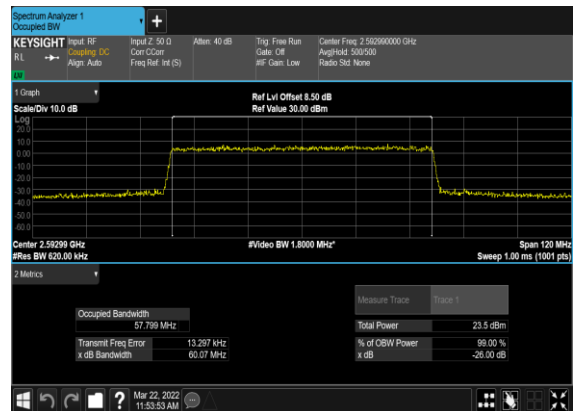 Spectrum Analyzer 1
Occupied BW
+
KEYSIGHT Input: RF Input Z: 50 Ω Atten: 40 dB Trig: Free Run Center Freq: 2.592990000 GHz
RL Coupling: DC Corr CCorr Gate: Off Avg|Hold: 500/500
Align: Auto Freq Ref: Int (S) #IF Gain: Low Radio Std: None
LW
1 Graph
Ref Lvl Offset 8.50 dB
Scale/Div 10.0 dB Ref Value 30.00 dBm
Log
20.0
10.0
0.00
-10.0
-20.0
-30.0
-40.0
-50.0
-60.0
Center 2.59299 GHz #Video BW 1.8000 MHz* Span 120 MHz
#Res BW 620.00 kHz Sweep 1.00 ms (1001 pts)
2 Metrics
Measure Trace Trace 1
Occupied Bandwidth
57.799 MHz Total Power 23.5 dBm
Transmit Freq Error 13.297 kHz % of OBW Power 99.00 %
x dB Bandwidth 60.07 MHz x dB -26.00 dB
? Mar 22, 2022
11:53:53 AM